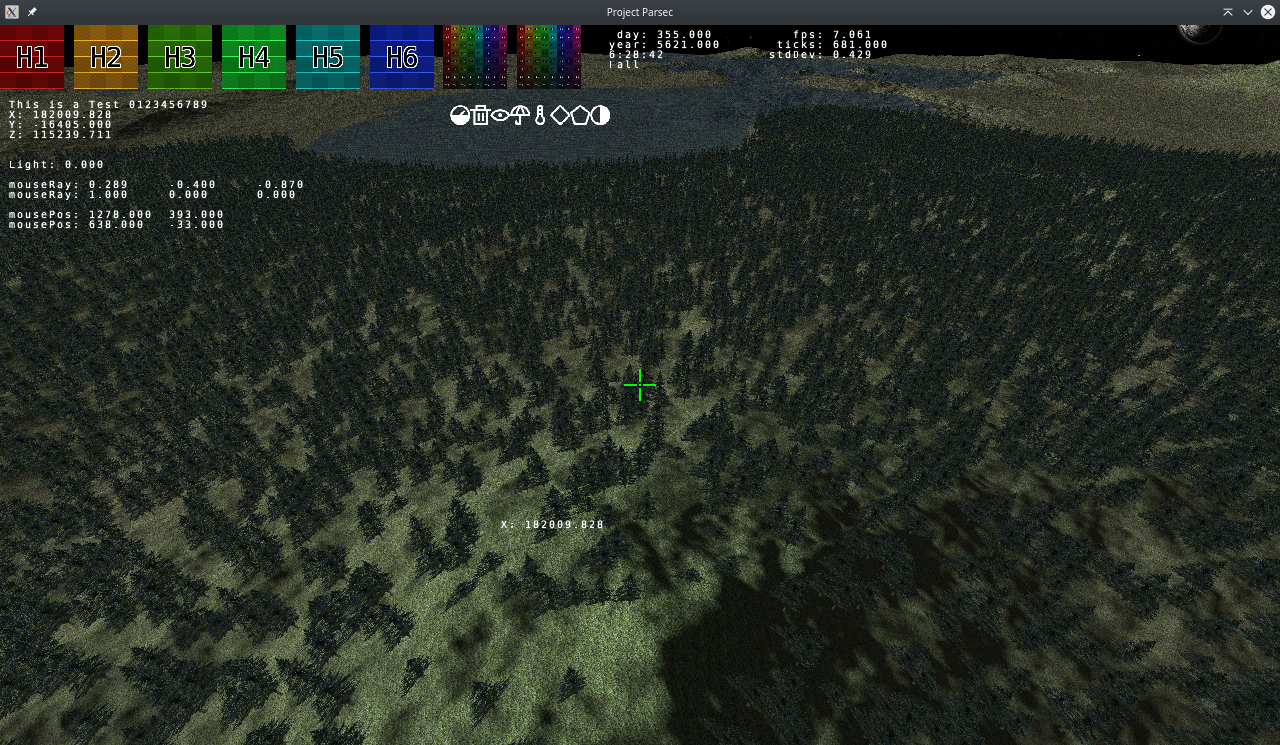 Project Parsec
H1 H2 H3 H4 H5 H6
day: 355.000 fps: 7.061
year: 5621.000 ticks: 681.000
6:28:42 stdDev: 0.429
Fall
This is a Test 0123456789
X: 182009.828
Y: -16405.000
Z: 115239.711
Light: 0.000
mouseRay: 0.289 -0.400 -0.870
mouseRay: 1.000 0.000 0.000
mousePos: 1278.000 393.000
mousePos: 638.000 -33.000
X: 182009.828